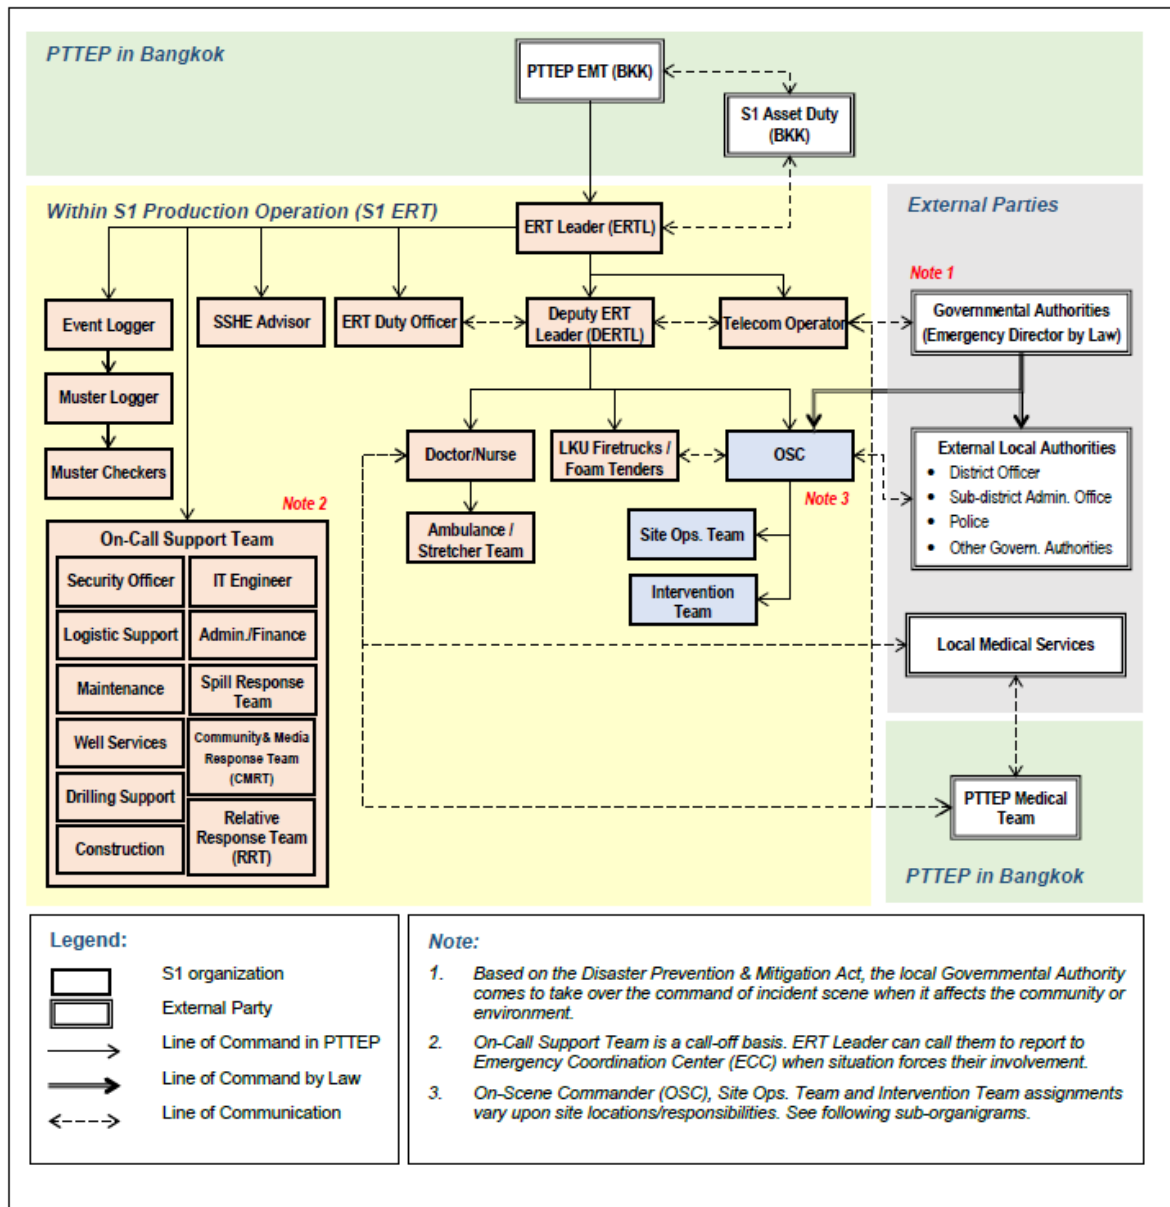 PTTEP in Bangkok
PTTEP EMT (BKK)
S1 Asset Duty
(BKK)
Within S1 Production Operation (S1 ERT)
ERT Leader (ERTL)
External Parties
Note 1
Event Logger
SSHE Advisor
ERT Duty Officer
Deputy ERT
Leader (DERTL)
Telecom Operator
Governmental Authorities
(Emergency Director by Law)
Muster Logger
Muster Checkers
Doctor/Nurse
LKU Firetrucks /
Foam Tenders
OSC
External Local Authorities
• District Officer
• Sub-district Admin. Office
• Police
• Other Govern. Authorities
Note 2
Note 3
Ambulance /
Stretcher Team
Site Ops. Team
Intervention
Team
On-Call Support Team
Security Officer
IT Engineer
Logistic Support
Admin./Finance
Maintenance
Spill Response
Team
Well Services
Community& Media
Response Team
(CMRT)
Drilling Support
Relative
Response Team
(RRT)
Construction
Local Medical Services
PTTEP Medical
Team
PTTEP in Bangkok
Legend:
S1 organization
External Party
Line of Command in PTTEP
Line of Command by Law
Line of Communication
Note:
1. Based on the Disaster Prevention & Mitigation Act, the local Governmental Authority
comes to take over the command of incident scene when it affects the community or
environment.
2. On-Call Support Team is a call-off basis. ERT Leader can call them to report to
Emergency Coordination Center (ECC) when situation forces their involvement.
3. On-Scene Commander (OSC), Site Ops. Team and Intervention Team assignments
vary upon site locations/responsibilities. See following sub-organigrams.